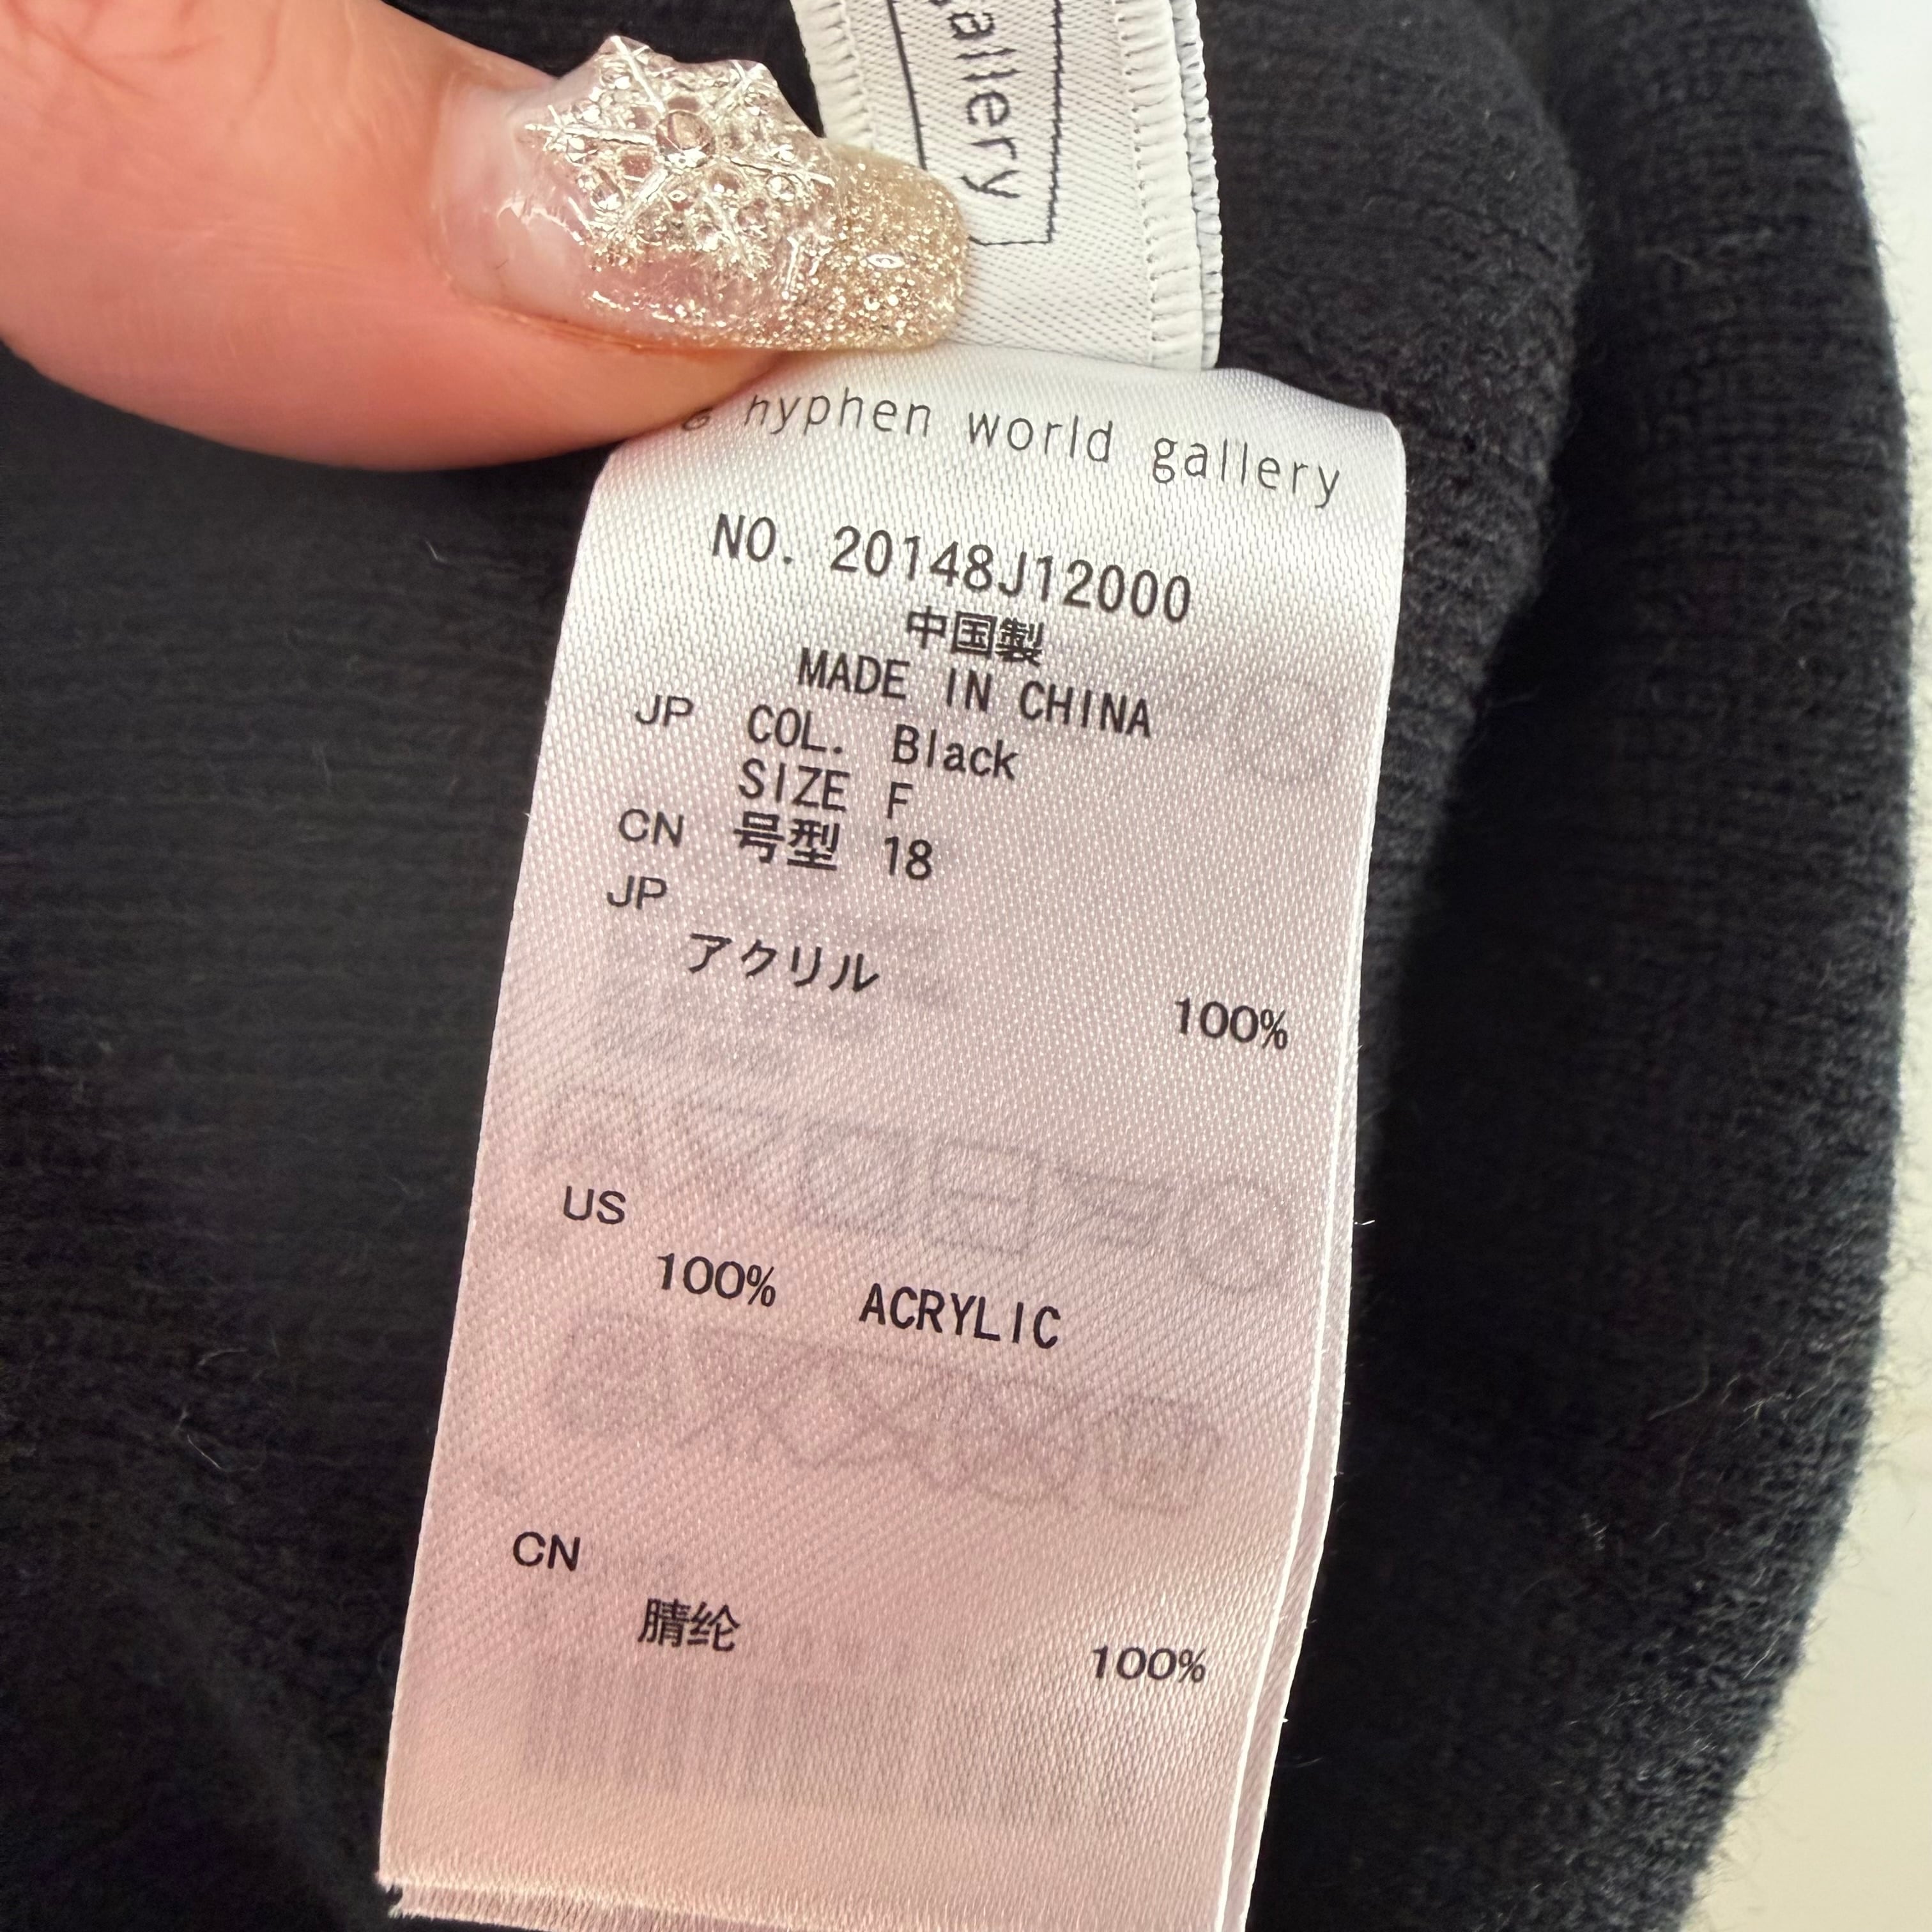 gallery
hyphen world gallery
NO. 20148J12000
中国製
MADE IN CHINA
JP COL. Black
SIZE F
CN 号型 18
JP
アクリル 100%
US
100% ACRYLIC
CN
腈纶 100%